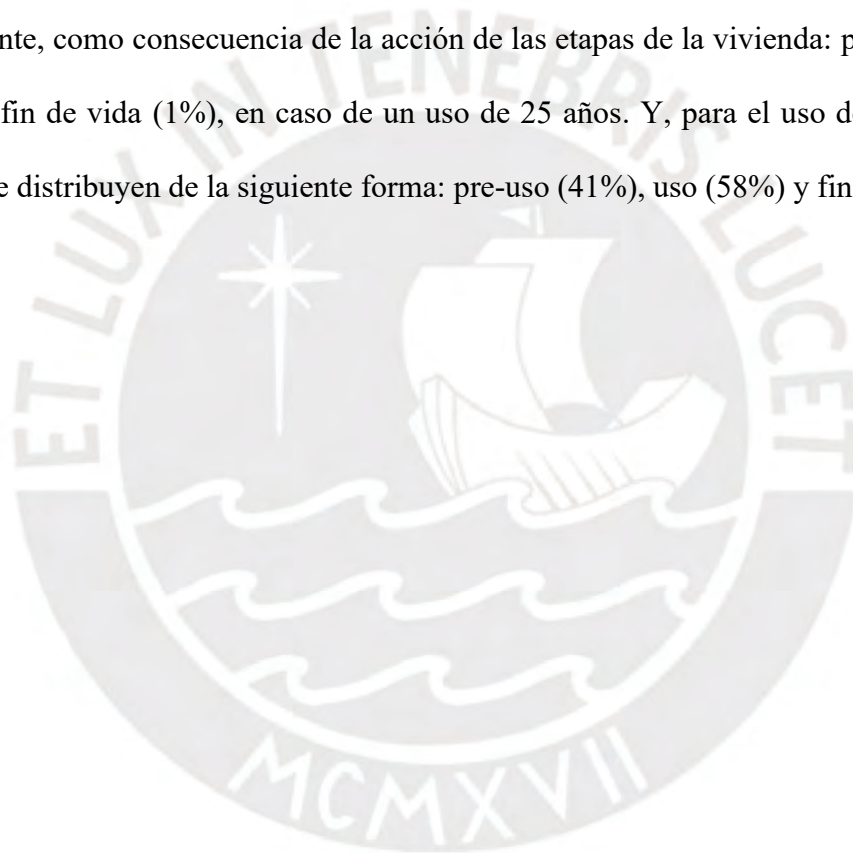 nte, como consecuencia de la acción de las etapas de la vivienda: p
fin de vida (1%), en caso de un uso de 25 años. Y, para el uso d
e distribuyen de la siguiente forma: pre-uso (41%), uso (58%) y fin
ET LUX IN TENEBRIS LUCET
MCMXVII